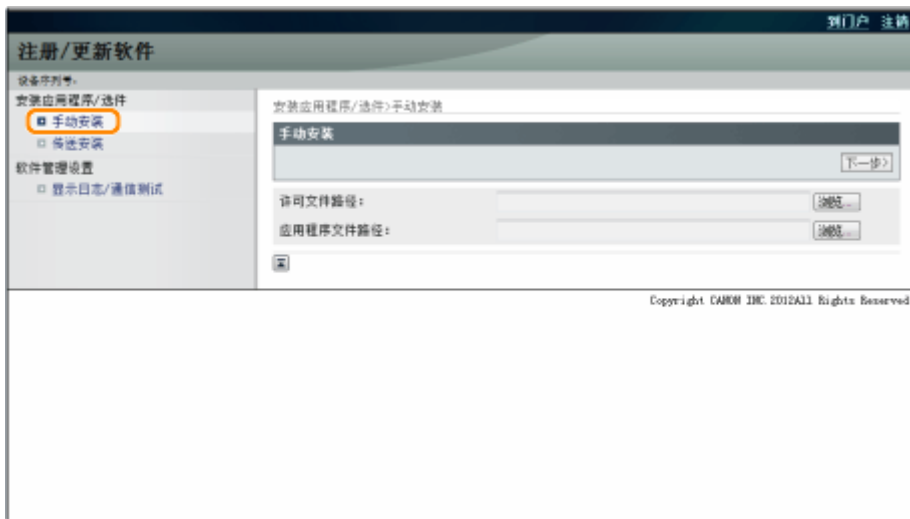 到门户 注销
注册/更新软件
设备序列号:
安装应用程序/选件
手动安装
传送安装
软件管理设置
显示日志/通信测试
安装应用程序/选件>手动安装
手动安装
下一步>
许可文件路径:
浏览...
应用程序文件路径:
浏览...
Copyright CANON INC. 2012All Rights Reserved